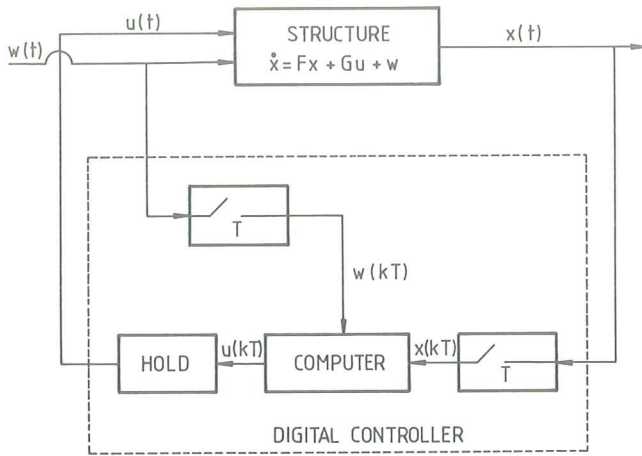 u(t)
w(t)
STRUCTURE
ẋ = Fx + Gu + w
x(t)
T
w(kT)
HOLD
u(kT)
COMPUTER
x(kT)
T
DIGITAL CONTROLLER